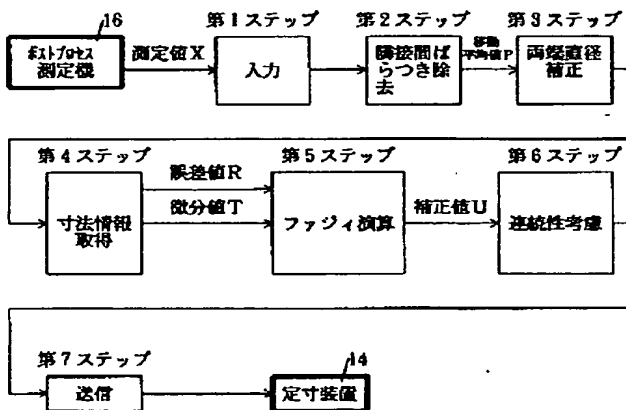 16
ポストプロセス
測定機
測定値X
第1ステップ
入力
第2ステップ
隣接間ば
らつき除
去
移動
平均値P
第3ステップ
両端直径
補正
第4ステップ
寸法情報
取得
誤差値R
微分値T
第5ステップ
ファジィ演算
補正値U
第6ステップ
連続性考慮
第7ステップ
送信
14
定寸装置